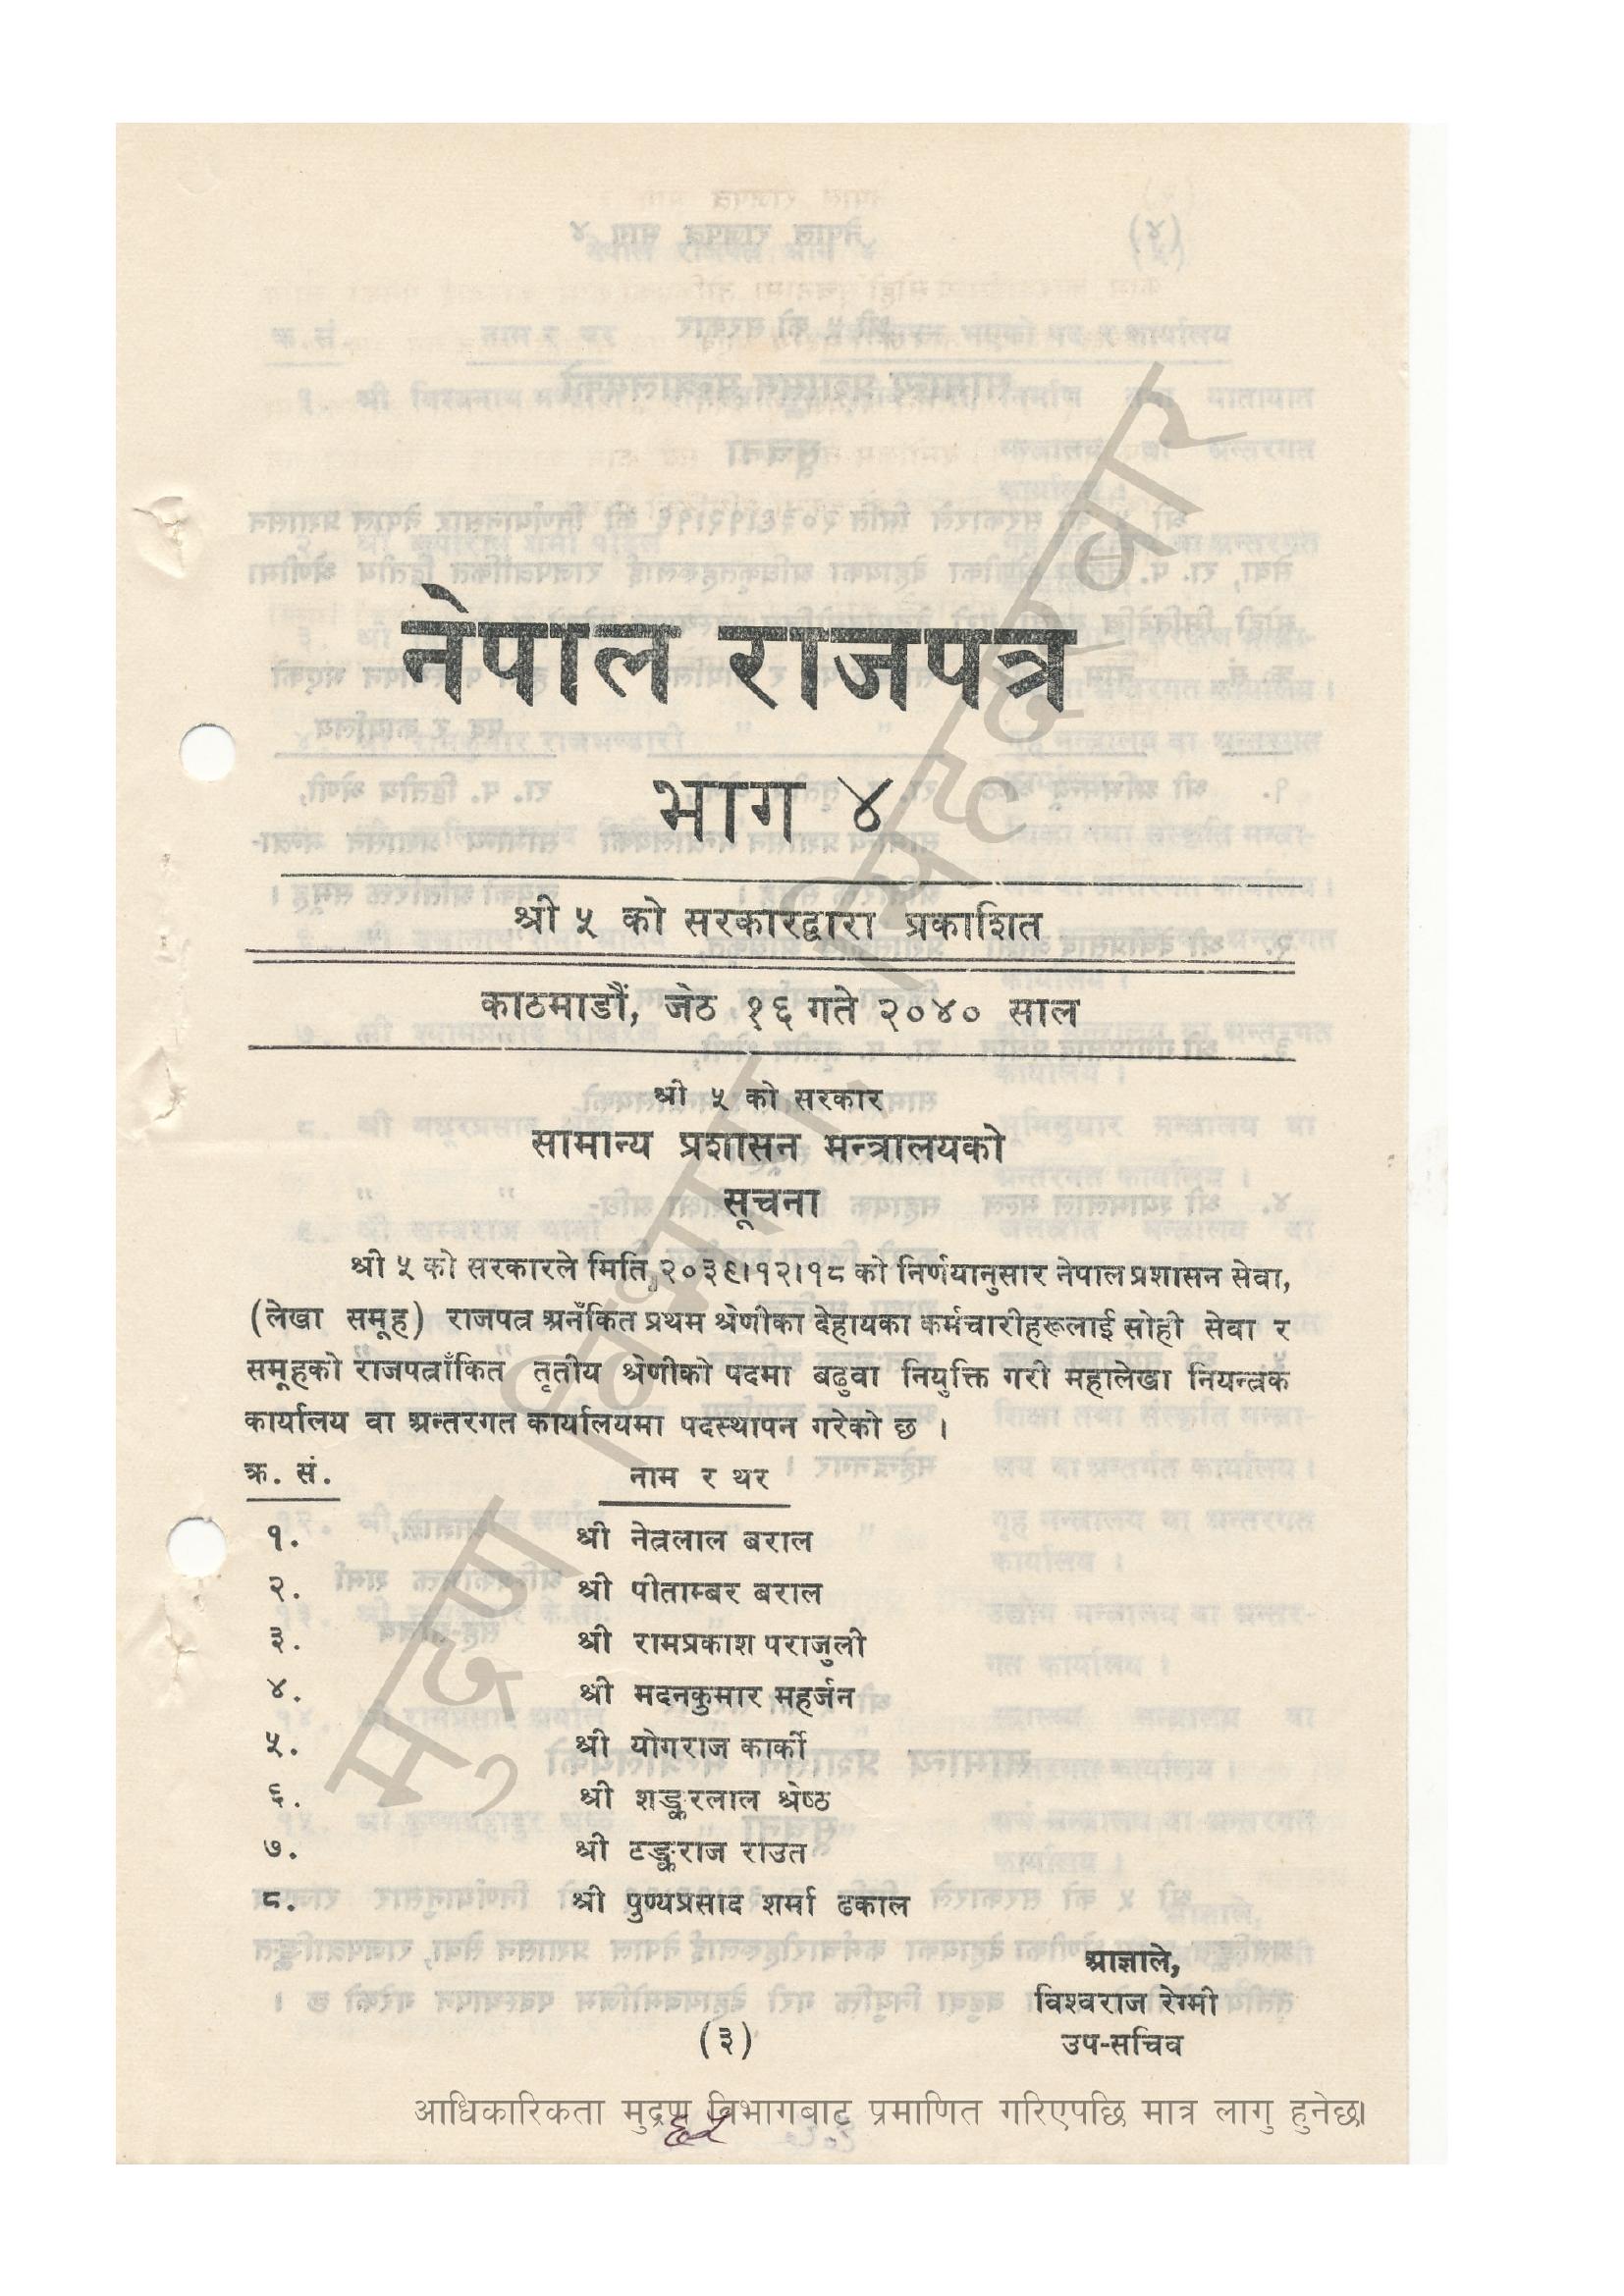 नेपाल राजपत्र
भाग ४
श्री ५ को सरकारद्वारा प्रकाशित
काठमाडौं, जेठ १६ गते २०४० साल
श्री ५ को सरकार
सामान्य प्रशासन मन्त्रालयको
सूचना
श्री ५ को सरकारले मिति २०३९।१२।१८ को निर्णयानुसार नेपाल प्रशासन सेवा,
(लेखा समूह) राजपत्र अनँकित प्रथम श्रेणीका देहायका कर्मचारीहरूलाई सोही सेवा र
समूहको राजपत्राँकित तृतीय श्रेणीको पदमा बढुवा नियुक्ति गरी महालेखा नियन्त्रक
कार्यालय वा अन्तरगत कार्यालयमा पदस्थापन गरेको छ ।
क्र. सं. नाम र थर
१. श्री नेत्रलाल बराल
२. श्री पीताम्बर बराल
३. श्री रामप्रकाश पराजुली
४. श्री मदनकुमार महर्जन
५. श्री योगराज कार्की
६. श्री शङ्करलाल श्रेष्ठ
७. श्री टङ्कराज राउत
८. श्री पुण्यप्रसाद शर्मा ढकाल
आज्ञाले,
विश्वराज रेग्मी
उप-सचिव
(३)
आधिकारिकता मुद्रण विभागबाट प्रमाणित गरिएपछि मात्र लागु हुनेछ।
मुद्रण विभाग, सिंहदरबार